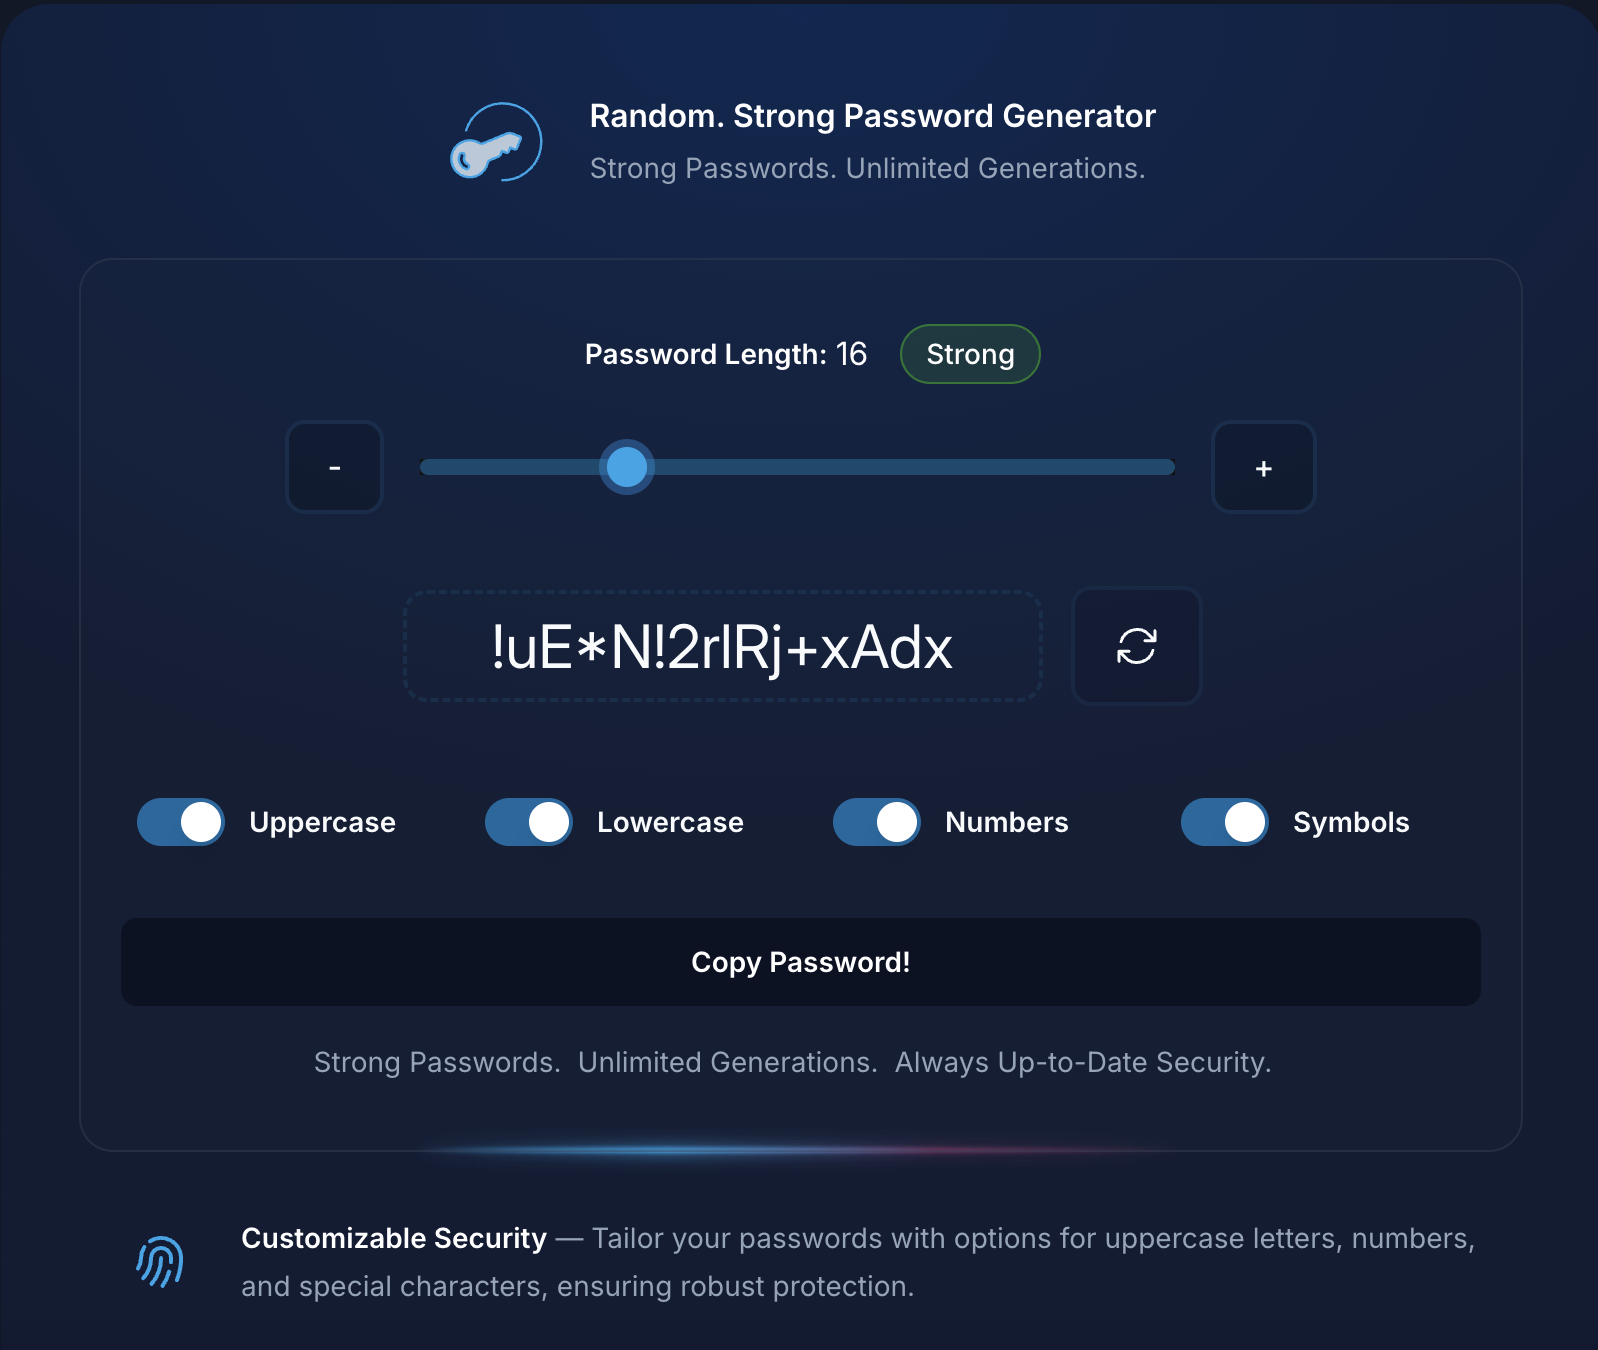 Random. Strong Password Generator
Strong Passwords. Unlimited Generations.
Password Length: 16 Strong
-
+
!uE*N!2rlRj+xAdx
Uppercase Lowercase Numbers Symbols
Copy Password!
Strong Passwords. Unlimited Generations. Always Up-to-Date Security.
Customizable Security — Tailor your passwords with options for uppercase letters, numbers,
and special characters, ensuring robust protection.